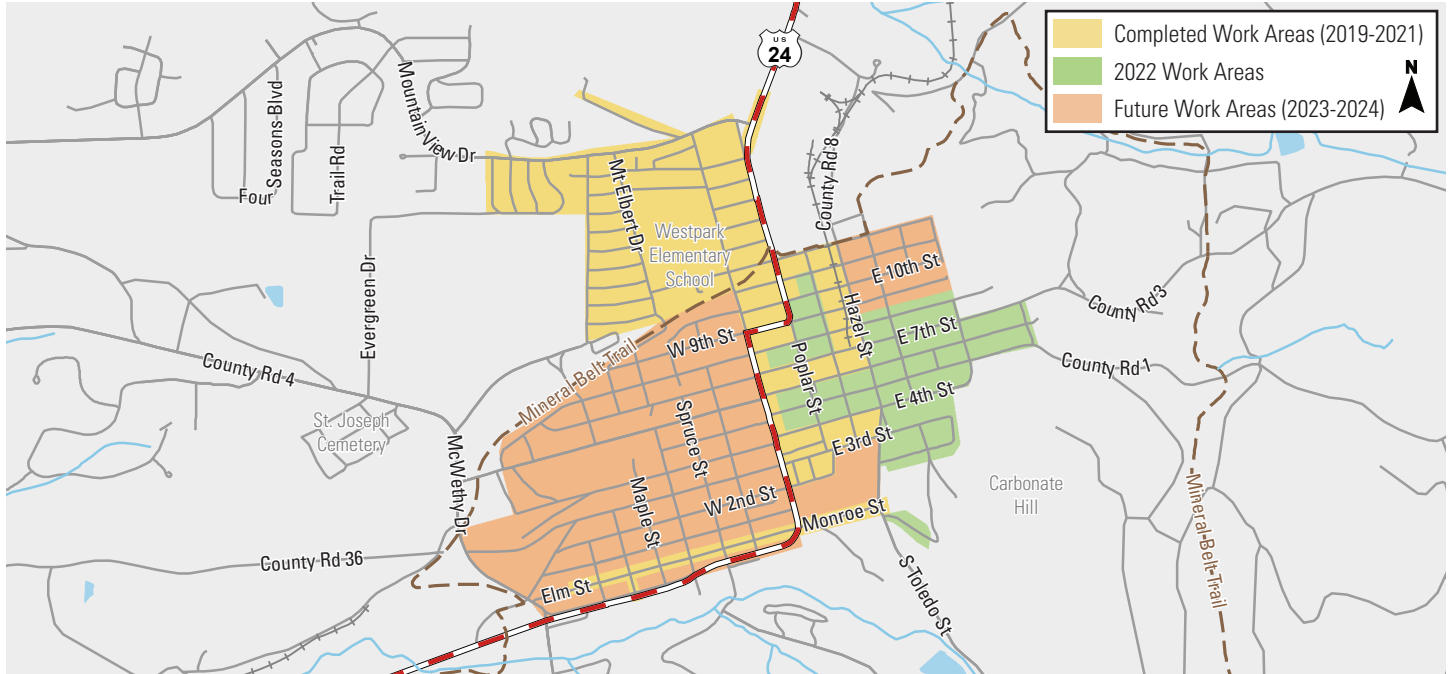 Completed Work Areas (2019-2021)
2022 Work Areas
Future Work Areas (2023-2024)
N
U S
24
Mountain View Dr
Four Seasons Blvd
Trail Rd
Mt Elbert Dr
Westpark
Elementary
School
County Rd 8
E 10th St
Hazel St
E 7th St
County Rd 3
County Rd 1
Evergreen Dr
County Rd 4
W 9th St
Mineral Belt Trail
Poplar St
E 4th St
St. Joseph
Cemetery
Spruce St
E 3rd St
McWethy Dr
Maple St
W 2nd St
Carbonate
Hill
Monroe St
Mineral Belt Trail
County Rd 36
Elm St
S Toledo St